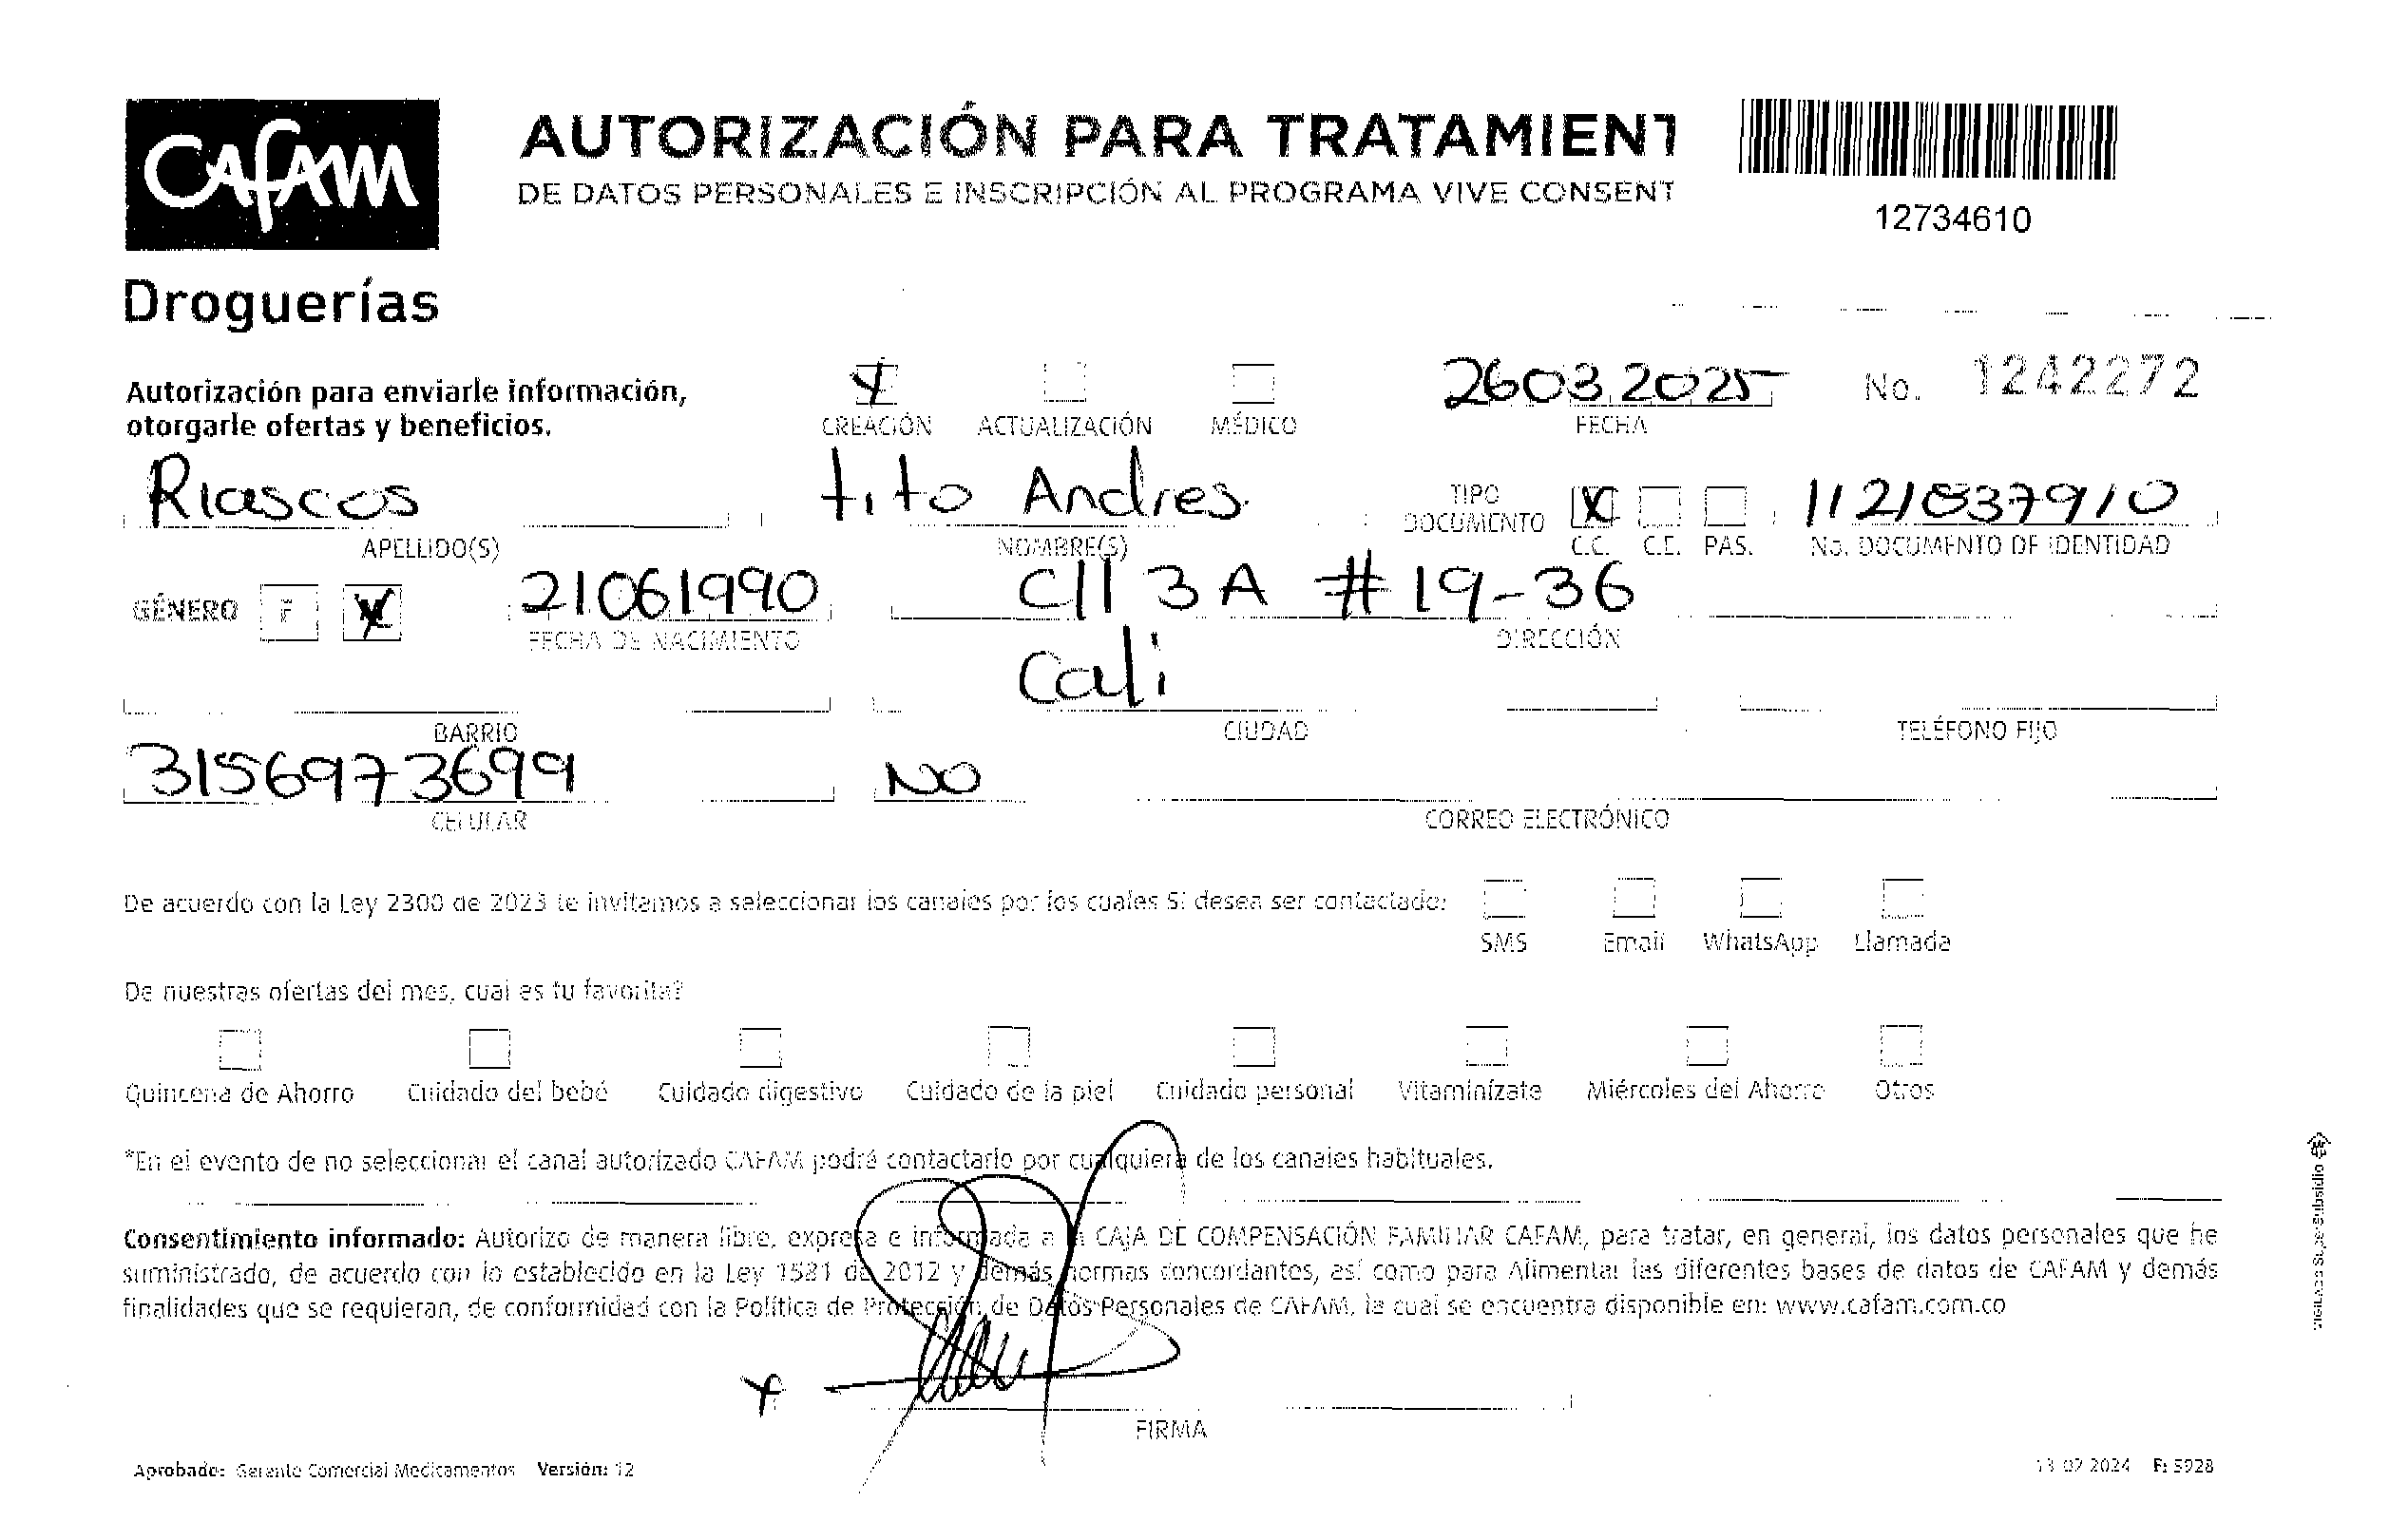 CAFAM
AUTORIZACIÓN PARA TRATAMIENT
DE DATOS PERSONALES E INSCRIPCIÓN AL PROGRAMA VIVE CONSENT
12734610
Droguerías
Autorización para enviarle información,
otorgarle ofertas y beneficios.
X CREACIÓN ACTUALIZACIÓN MÉDICO
26032025 FECHA
No. 1242272
Riascos APELLIDO(S)
tito Andres NOMBRE(S)
TIPO DOCUMENTO X C.C. C.E. PAS.
1121837910 No. DOCUMENTO DE IDENTIDAD
GÉNERO F X
21061990 FECHA DE NACIMIENTO
Cll 3A # 19-36 DIRECCIÓN
BARRIO
Cali CIUDAD
TELÉFONO FIJO
3156973699 CELULAR
NO CORREO ELECTRÓNICO
De acuerdo con la Ley 2300 de 2023 te invitamos a seleccionar los canales por los cuales Sí desea ser contactado:
SMS Email WhatsApp Llamada
De nuestras ofertas del mes, cual es tu favorita?
Quincena de Ahorro Cuidado del bebé Cuidado digestivo Cuidado de la piel Cuidado personal Vitaminízate Miércoles del Ahorro Otros
*En el evento de no seleccionar el canal autorizado CAFAM podrá contactarlo por cualquiera de los canales habituales.
Consentimiento informado: Autorizo de manera libre, expresa e informada a la CAJA DE COMPENSACIÓN FAMILIAR CAFAM, para tratar, en general, los datos personales que he
suministrado, de acuerdo con lo establecido en la Ley 1581 de 2012 y demás normas concordantes, así como para Alimentar las diferentes bases de datos de CAFAM y demás
finalidades que se requieran, de conformidad con la Política de Protección de Datos Personales de CAFAM, la cual se encuentra disponible en: www.cafam.com.co
X
FIRMA
Aprobado: Gerente Comercial Medicamentos Versión: 12
13 02 2024 F: 5928
VIGILADO SuperSubsidio